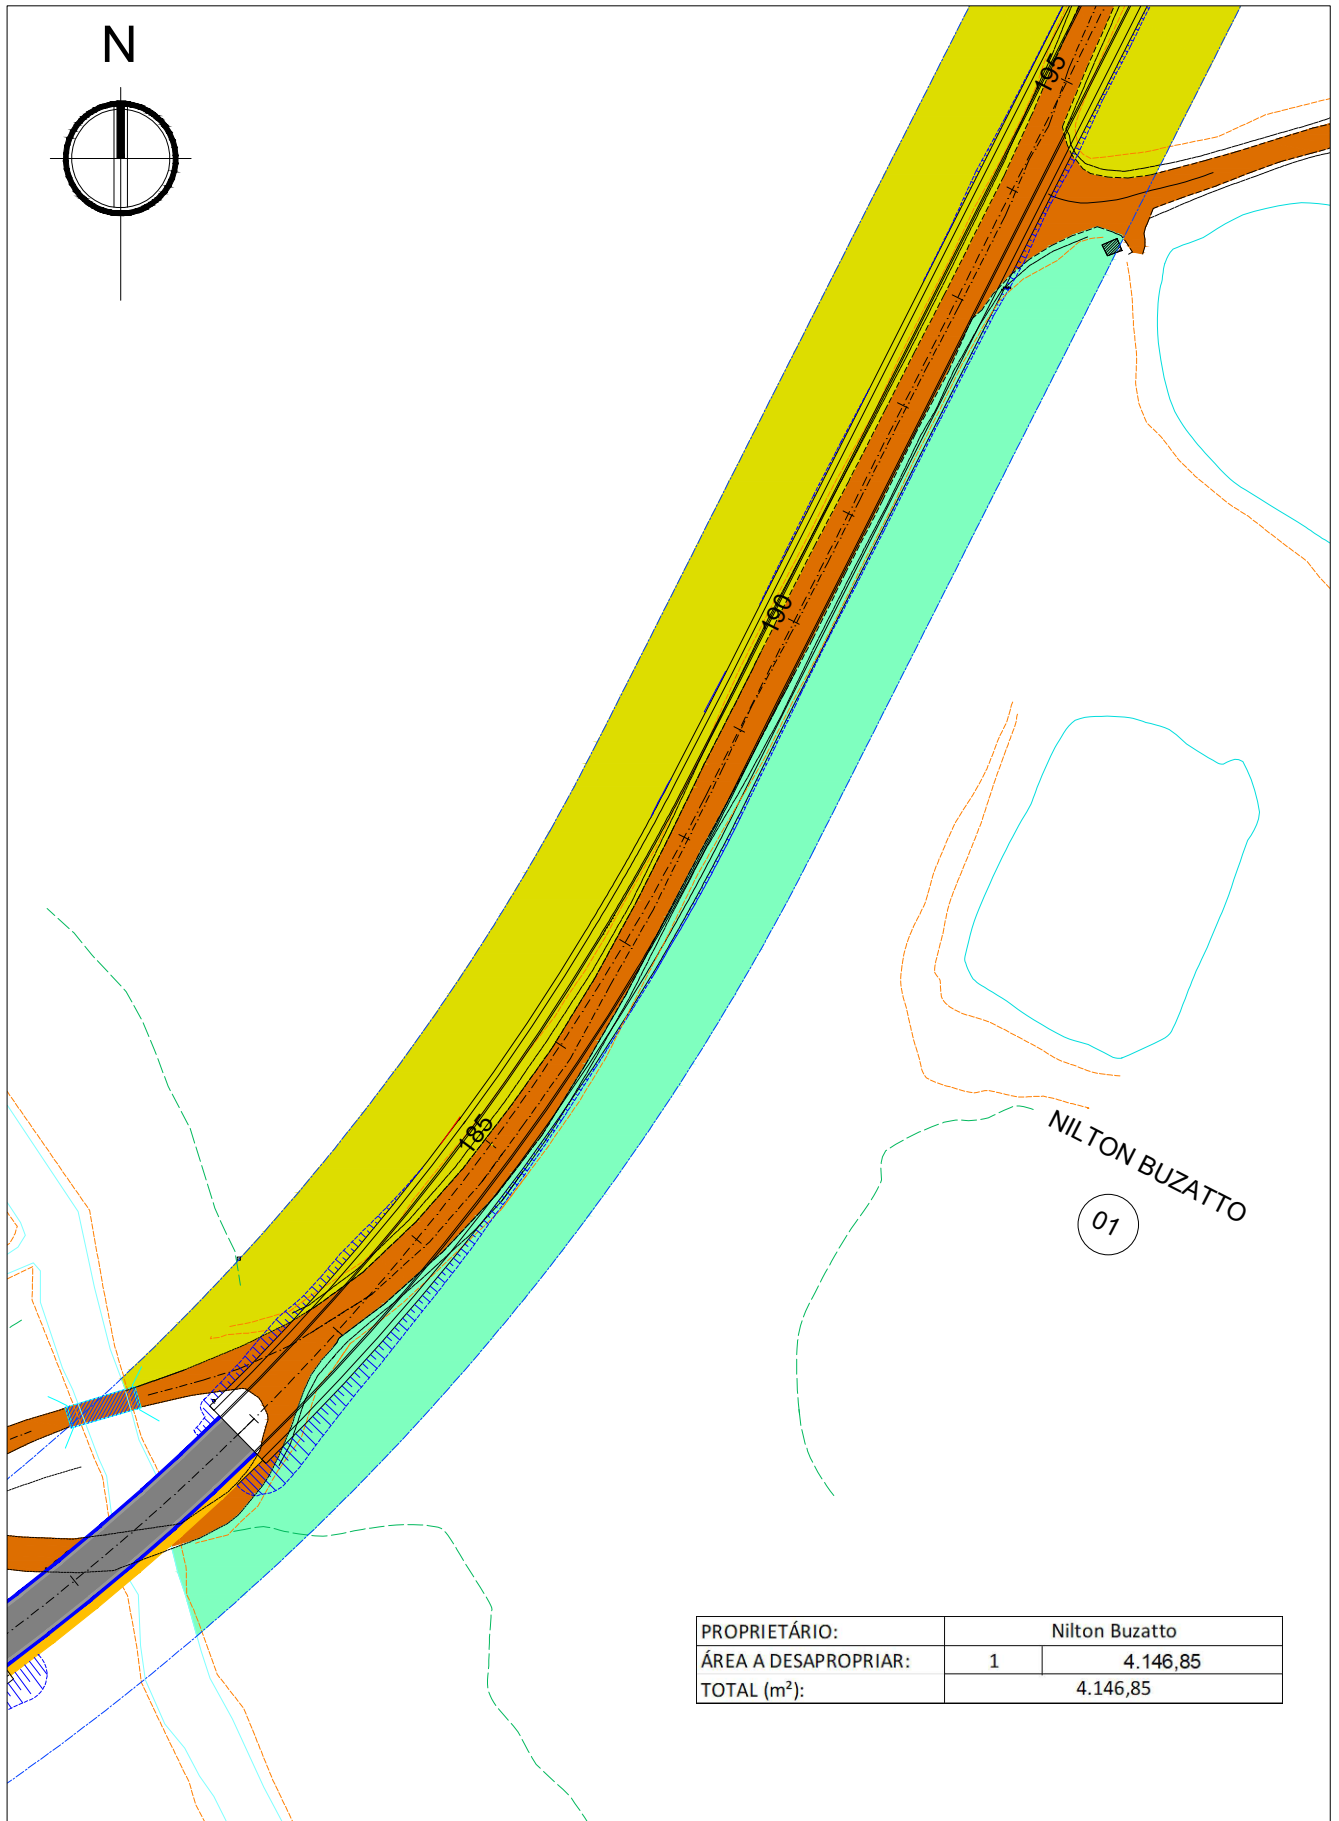 N
195
190
185
NILTON BUZATTO
01
PROPRIETÁRIO: Nilton Buzatto
ÁREA A DESAPROPRIAR: 1 4.146,85
TOTAL (m²): 4.146,85